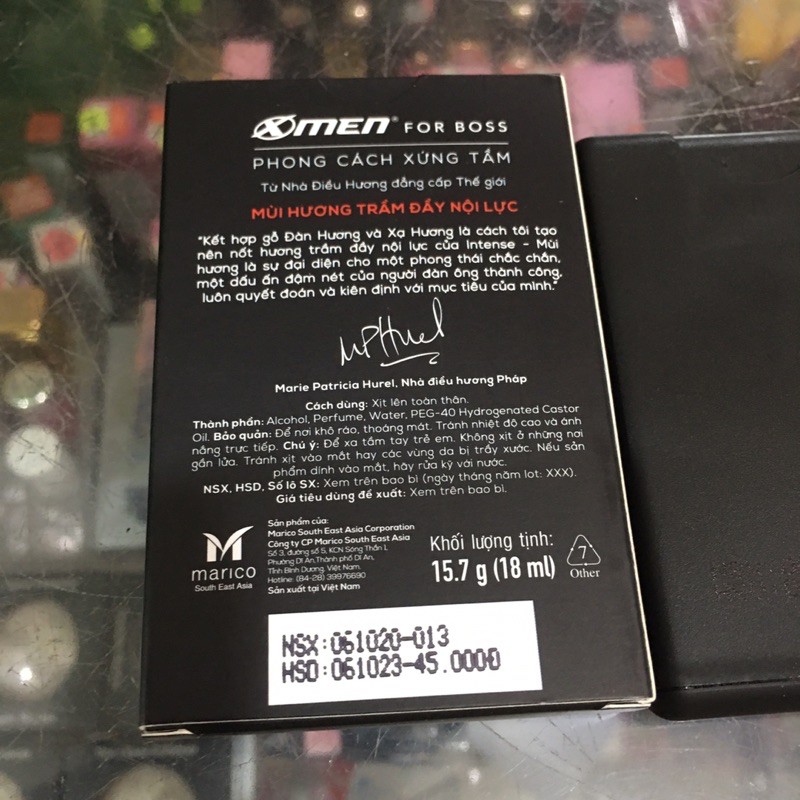 XMEN® FOR BOSS
PHONG CÁCH XỨNG TẦM
Từ Nhà Điều Hương đẳng cấp Thế giới
MÙI HƯƠNG TRẦM ĐẦY NỘI LỰC
"Kết hợp gỗ Đàn Hương và Xạ Hương là cách tôi tạo
nên nốt hương trầm đầy nội lực của Intense - Mùi
hương là sự đại diện cho một phong thái chắc chắn,
một dấu ấn đậm nét của người đàn ông thành công,
luôn quyết đoán và kiên định với mục tiêu của mình."
MPHurel
Marie Patricia Hurel, Nhà điều hương Pháp
Cách dùng: Xịt lên toàn thân.
Thành phần: Alcohol, Perfume, Water, PEG-40 Hydrogenated Castor
Oil. Bảo quản: Để nơi khô ráo, thoáng mát. Tránh nhiệt độ cao và ánh
nắng trực tiếp. Chú ý: Để xa tầm tay trẻ em. Không xịt ở những nơi
gần lửa. Tránh xịt vào mắt hay các vùng da bị trầy xước. Nếu sản
phẩm dính vào mắt, hãy rửa kỹ với nước.
NSX, HSD, Số lô SX: Xem trên bao bì (ngày tháng năm lot: XXX).
Giá tiêu dùng đề xuất: Xem trên bao bì.
marico
South East Asia
Sản phẩm của:
Marico South East Asia Corporation
Công ty CP Marico South East Asia
Số 3, đường số 5, KCN Sóng Thần 1,
Phường Dĩ An, Thành phố Dĩ An,
Tỉnh Bình Dương, Việt Nam.
Hotline: (84-28) 39976690
Sản xuất tại Việt Nam
Khối lượng tịnh:
15.7 g (18 ml)
7
Other
NSX:061020-013
HSD:061023-45.000Đ